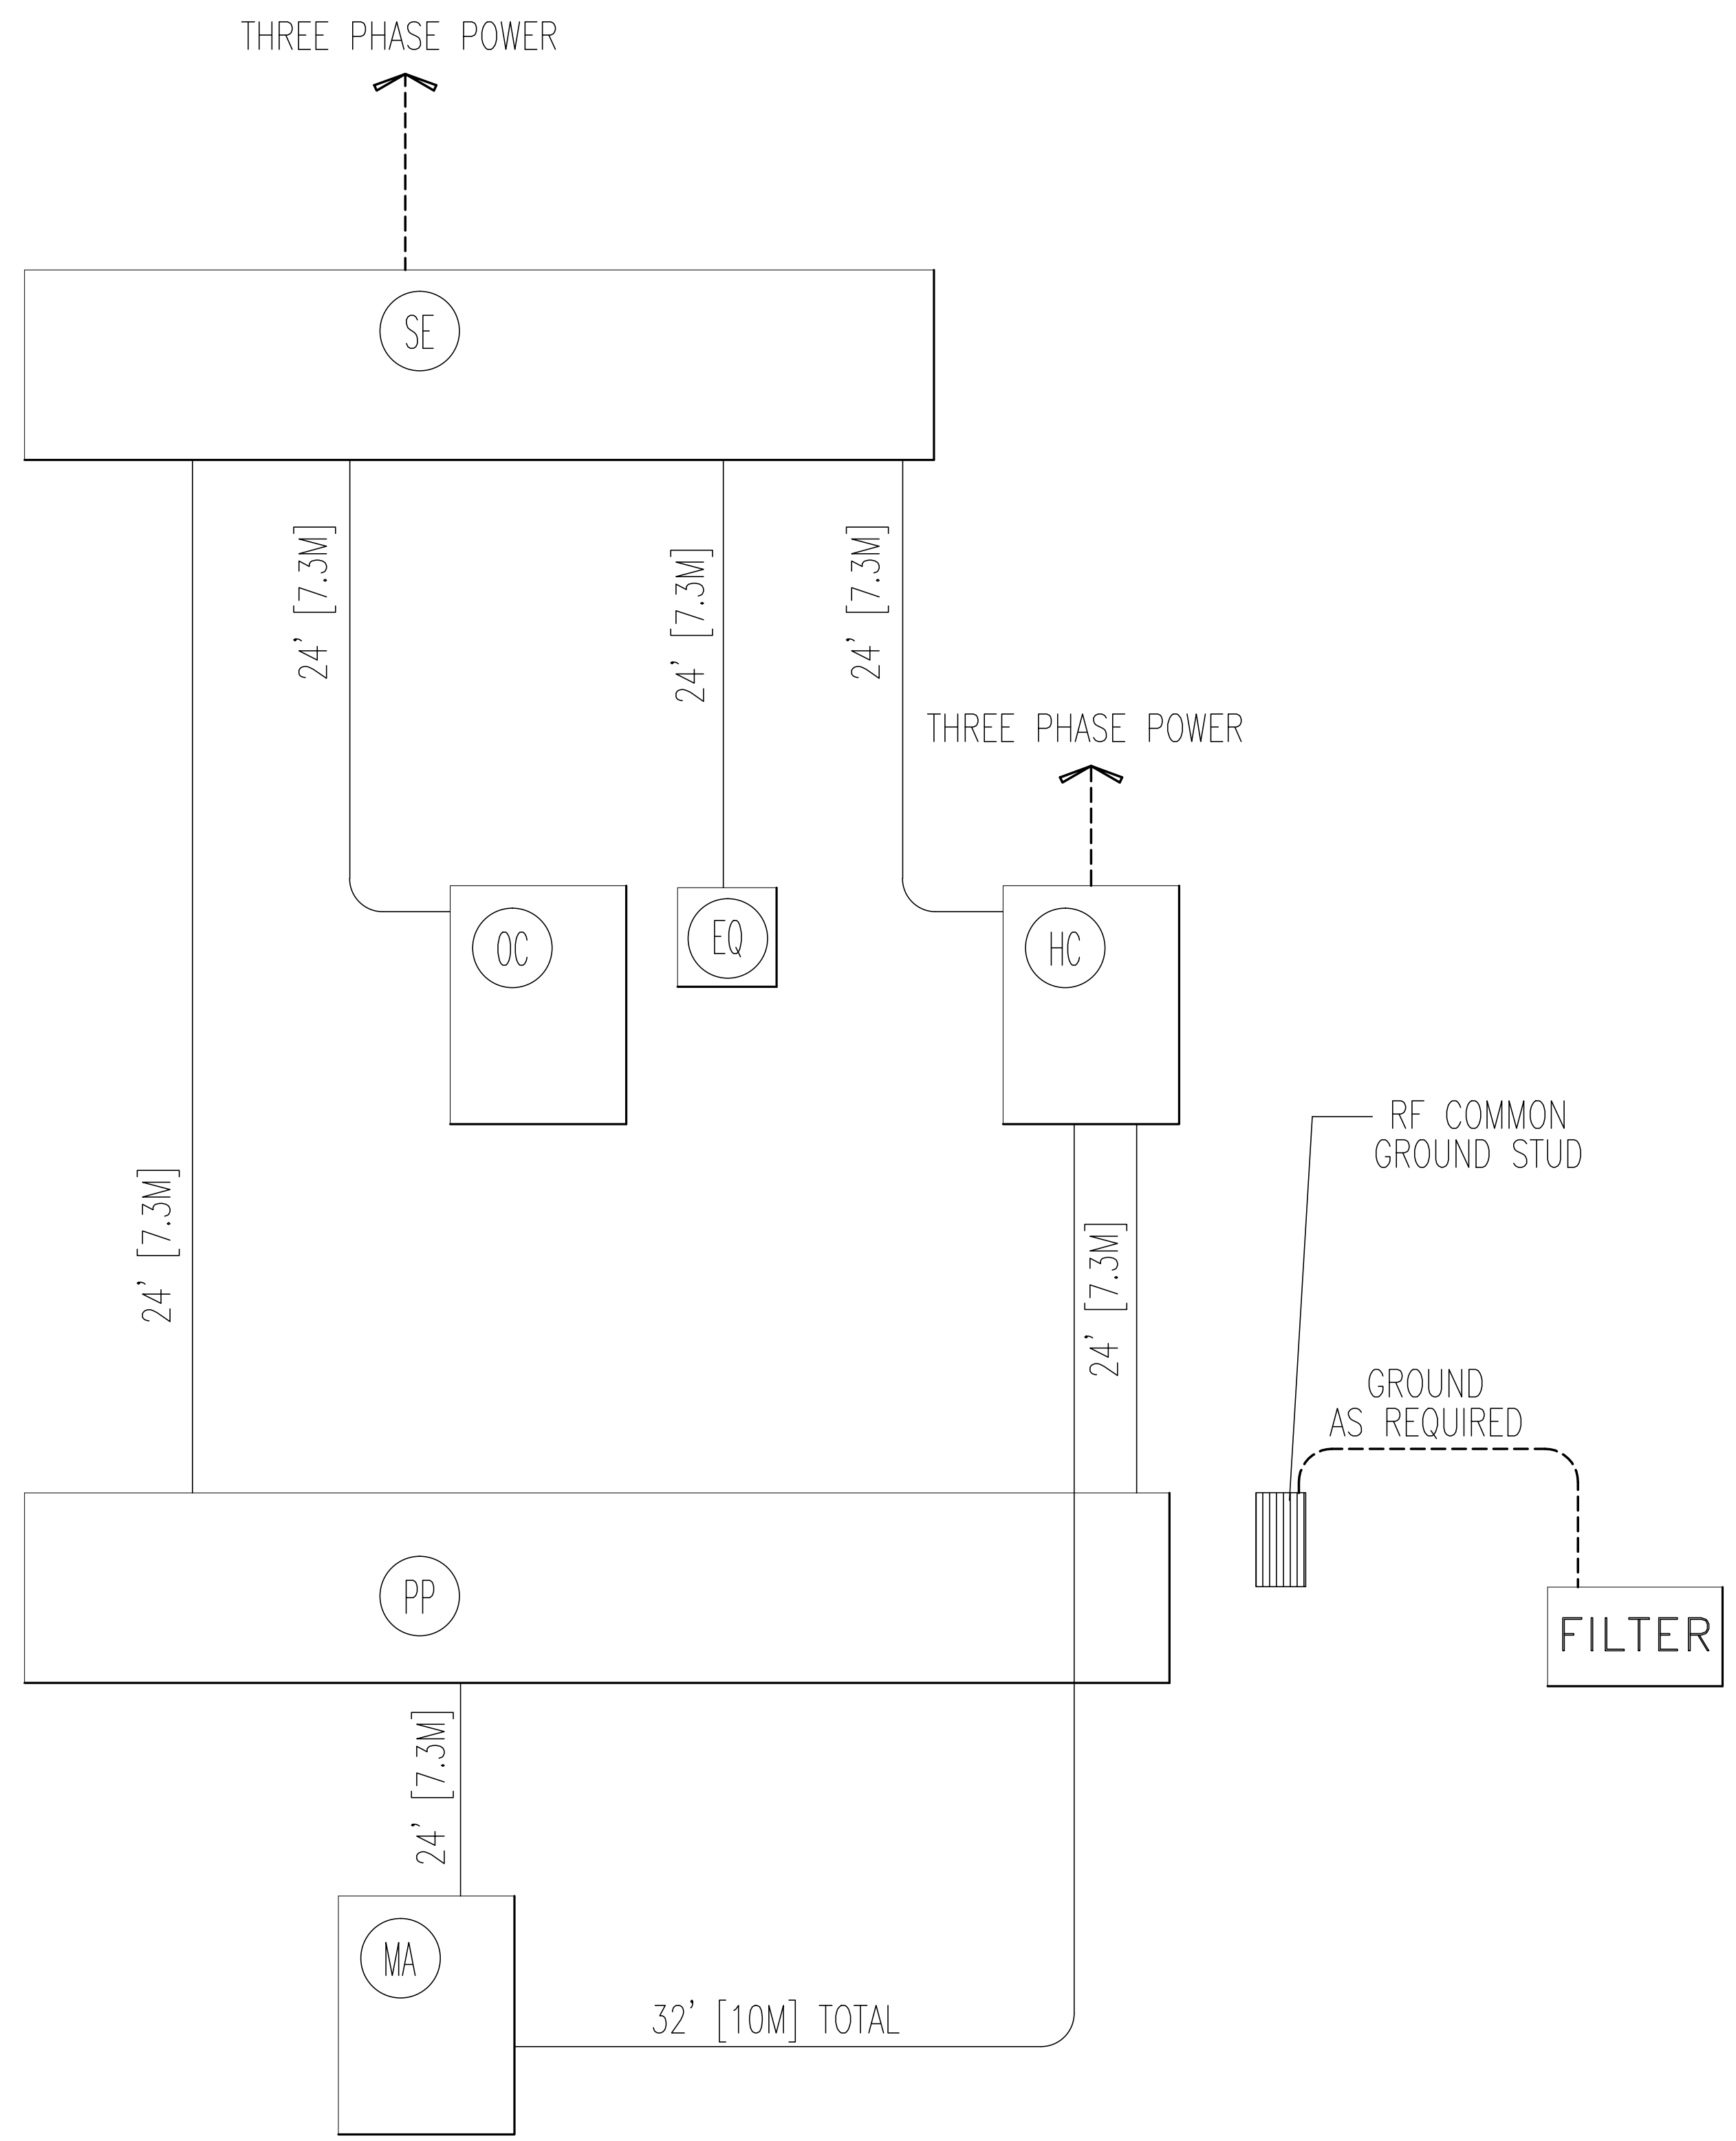 THREE PHASE POWER
SE
24' [7.3M]
24' [7.3M]
24' [7.3M]
THREE PHASE POWER
OC
EQ
HC
RF COMMON
GROUND STUD
24' [7.3M]
24' [7.3M]
GROUND
AS REQUIRED
PP
FILTER
24' [7.3M]
MA
32' [10M] TOTAL